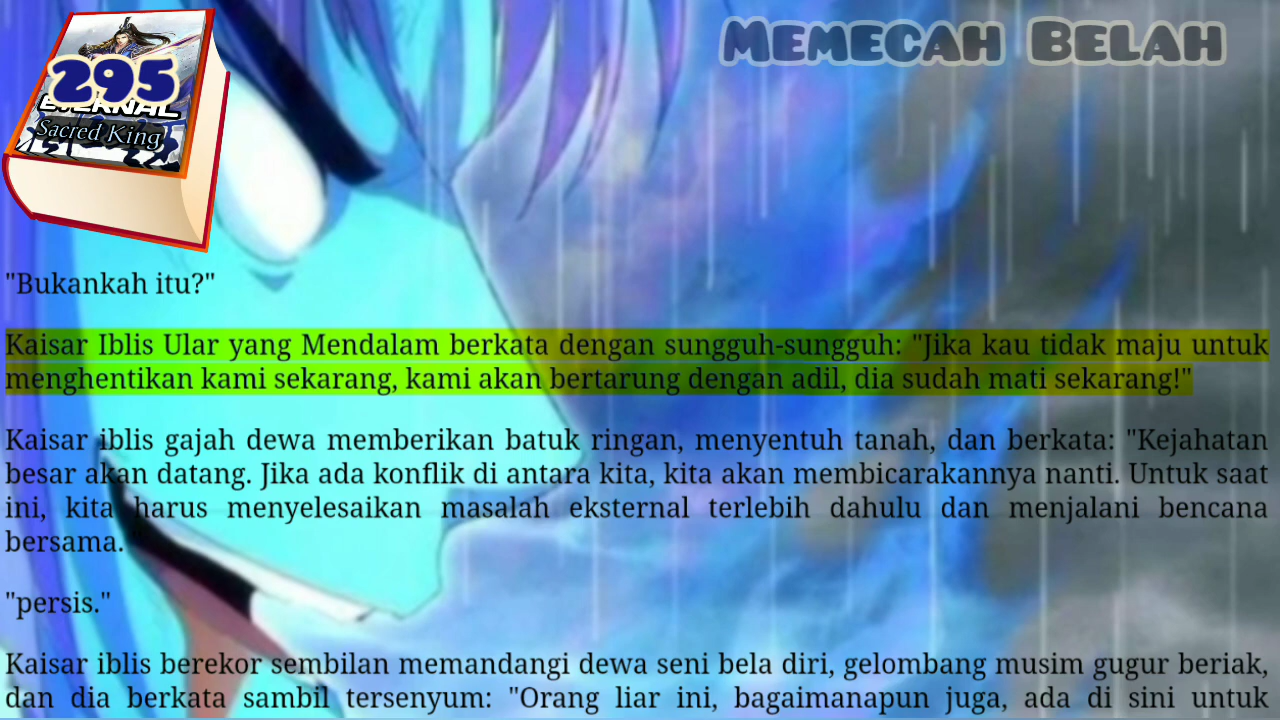 Memecah Belah
295
ETERNAL
Sacred King
"Bukankah itu?"
Kaisar Iblis Ular yang Mendalam berkata dengan sungguh-sungguh: "Jika kau tidak maju untuk
menghentikan kami sekarang, kami akan bertarung dengan adil, dia sudah mati sekarang!"
Kaisar iblis gajah dewa memberikan batuk ringan, menyentuh tanah, dan berkata: "Kejahatan
besar akan datang. Jika ada konflik di antara kita, kita akan membicarakannya nanti. Untuk saat
ini, kita harus menyelesaikan masalah eksternal terlebih dahulu dan menjalani bencana
bersama.
"persis."
Kaisar iblis berekor sembilan memandangi dewa seni bela diri, gelombang musim gugur beriak,
dan dia berkata sambil tersenyum: "Orang liar ini, bagaimanapun juga, ada di sini untuk